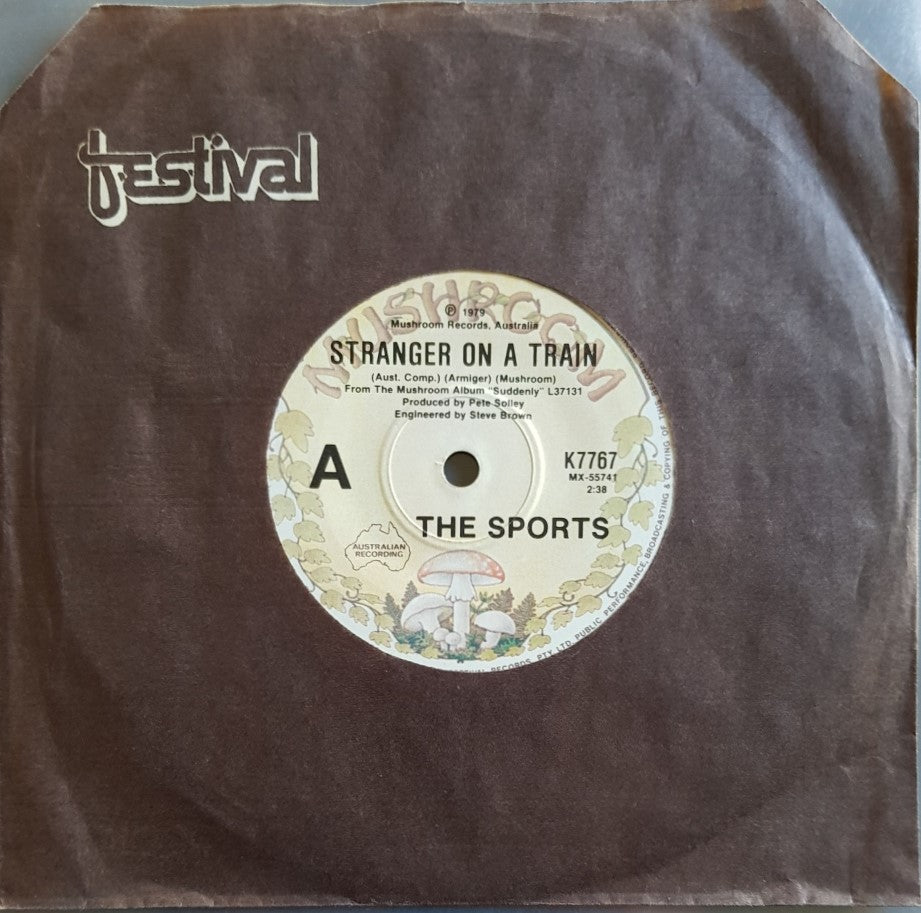 festival
MUSHROOM
℗ 1979
Mushroom Records, Australia
STRANGER ON A TRAIN
(Aust. Comp.) (Armiger) (Mushroom)
From The Mushroom Album "Suddenly" L37131
Produced by Pete Solley
Engineered by Steve Brown
A
K7767
MX-55741
2:38
THE SPORTS
AUSTRALIAN
RECORDING
RECORDS PTY. LTD. PUBLIC PERFORMANCE, BROADCASTING & COPYING OF THIS